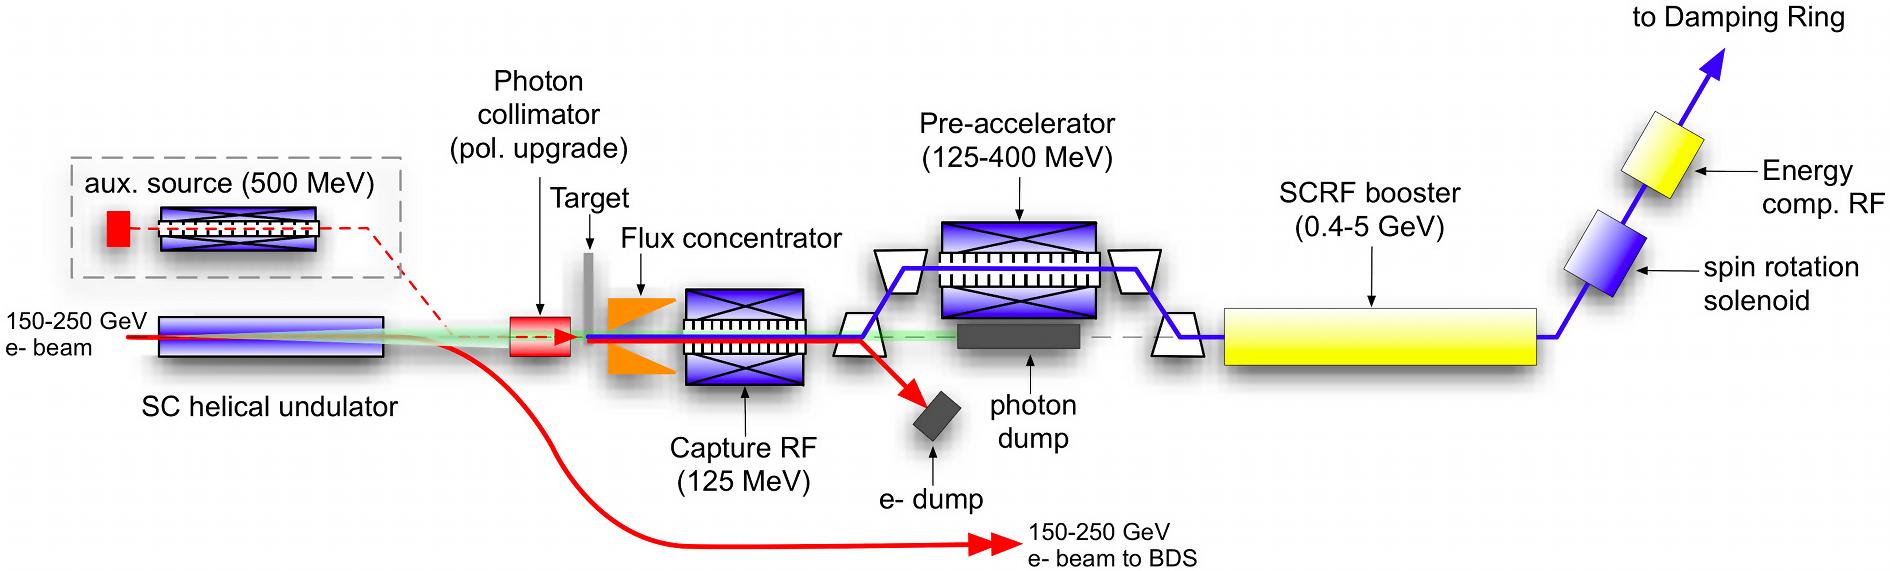 to Damping Ring
Photon
collimator
(pol. upgrade)
Pre-accelerator
(125-400 MeV)
aux. source (500 MeV)
Target
Flux concentrator
SCRF booster
(0.4-5 GeV)
Energy
comp. RF
spin rotation
solenoid
150-250 GeV
e- beam
SC helical undulator
Capture RF
(125 MeV)
photon
dump
e- dump
150-250 GeV
e- beam to BDS